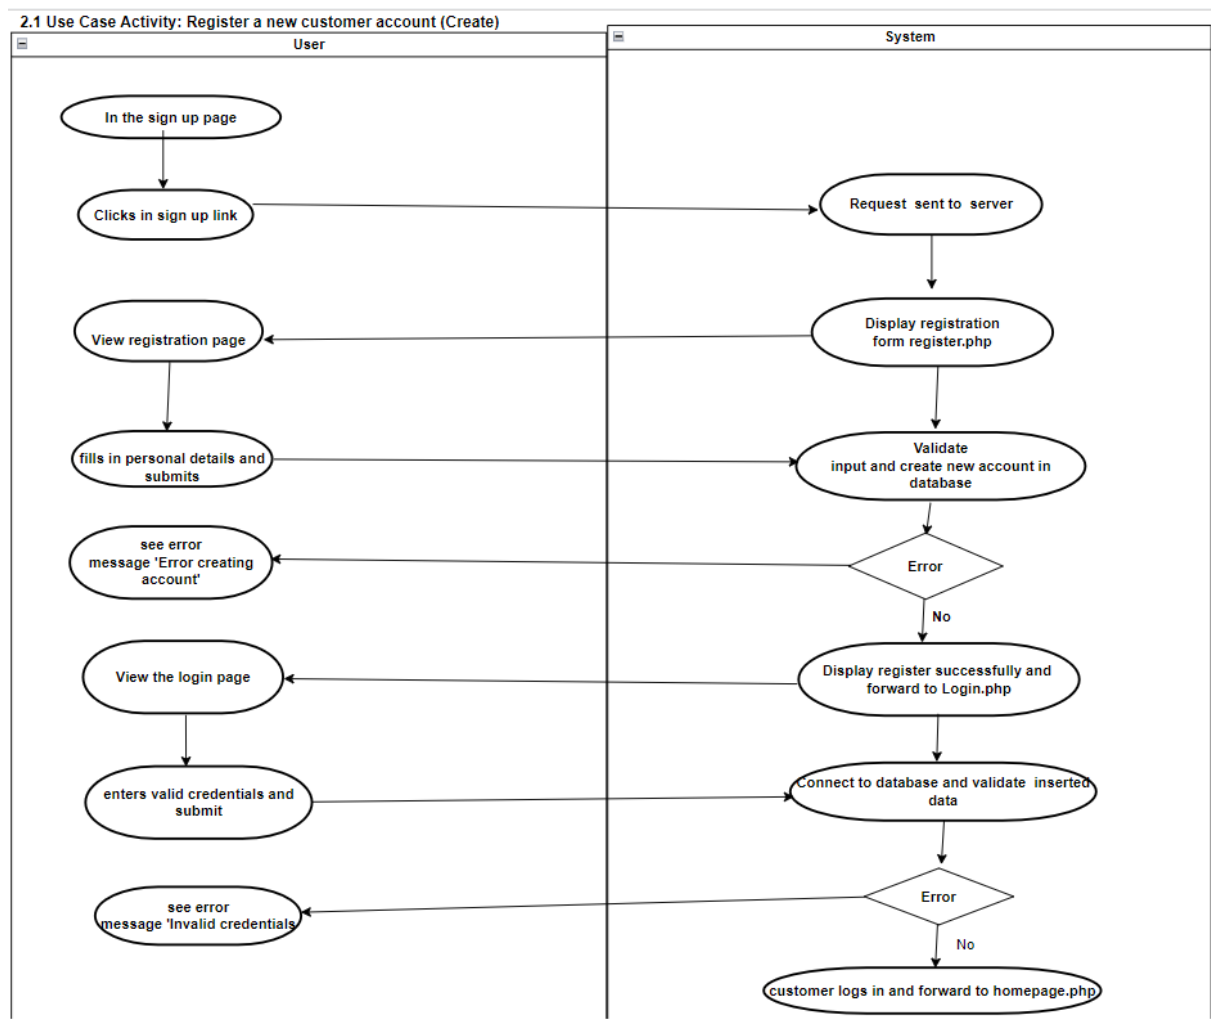 2.1 Use Case Activity: Register a new customer account (Create)
User
System
In the sign up page
Clicks in sign up link
Request sent to server
View registration page
Display registration
form register.php
fills in personal details and
submits
Validate
input and create new account in
database
see error
message 'Error creating
account'
Error
No
View the login page
Display register successfully and
forward to Login.php
enters valid credentials and
submit
Connect to database and validate inserted
data
see error
message 'Invalid credentials
Error
No
customer logs in and forward to homepage.php